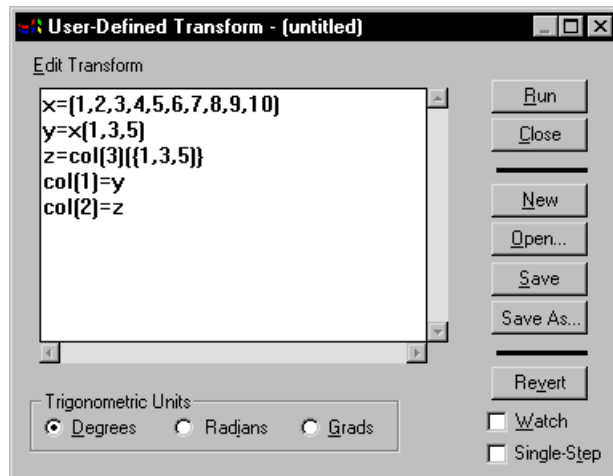 User-Defined Transform - (untitled)
Edit Transform
x=(1,2,3,4,5,6,7,8,9,10)
y=x(1,3,5)
z=col(3)({1,3,5)}
col(1)=y
col(2)=z
Run
Close
New
Open...
Save
Save As...
Revert
Trigonometric Units
Degrees Radians Grads
Watch
Single-Step